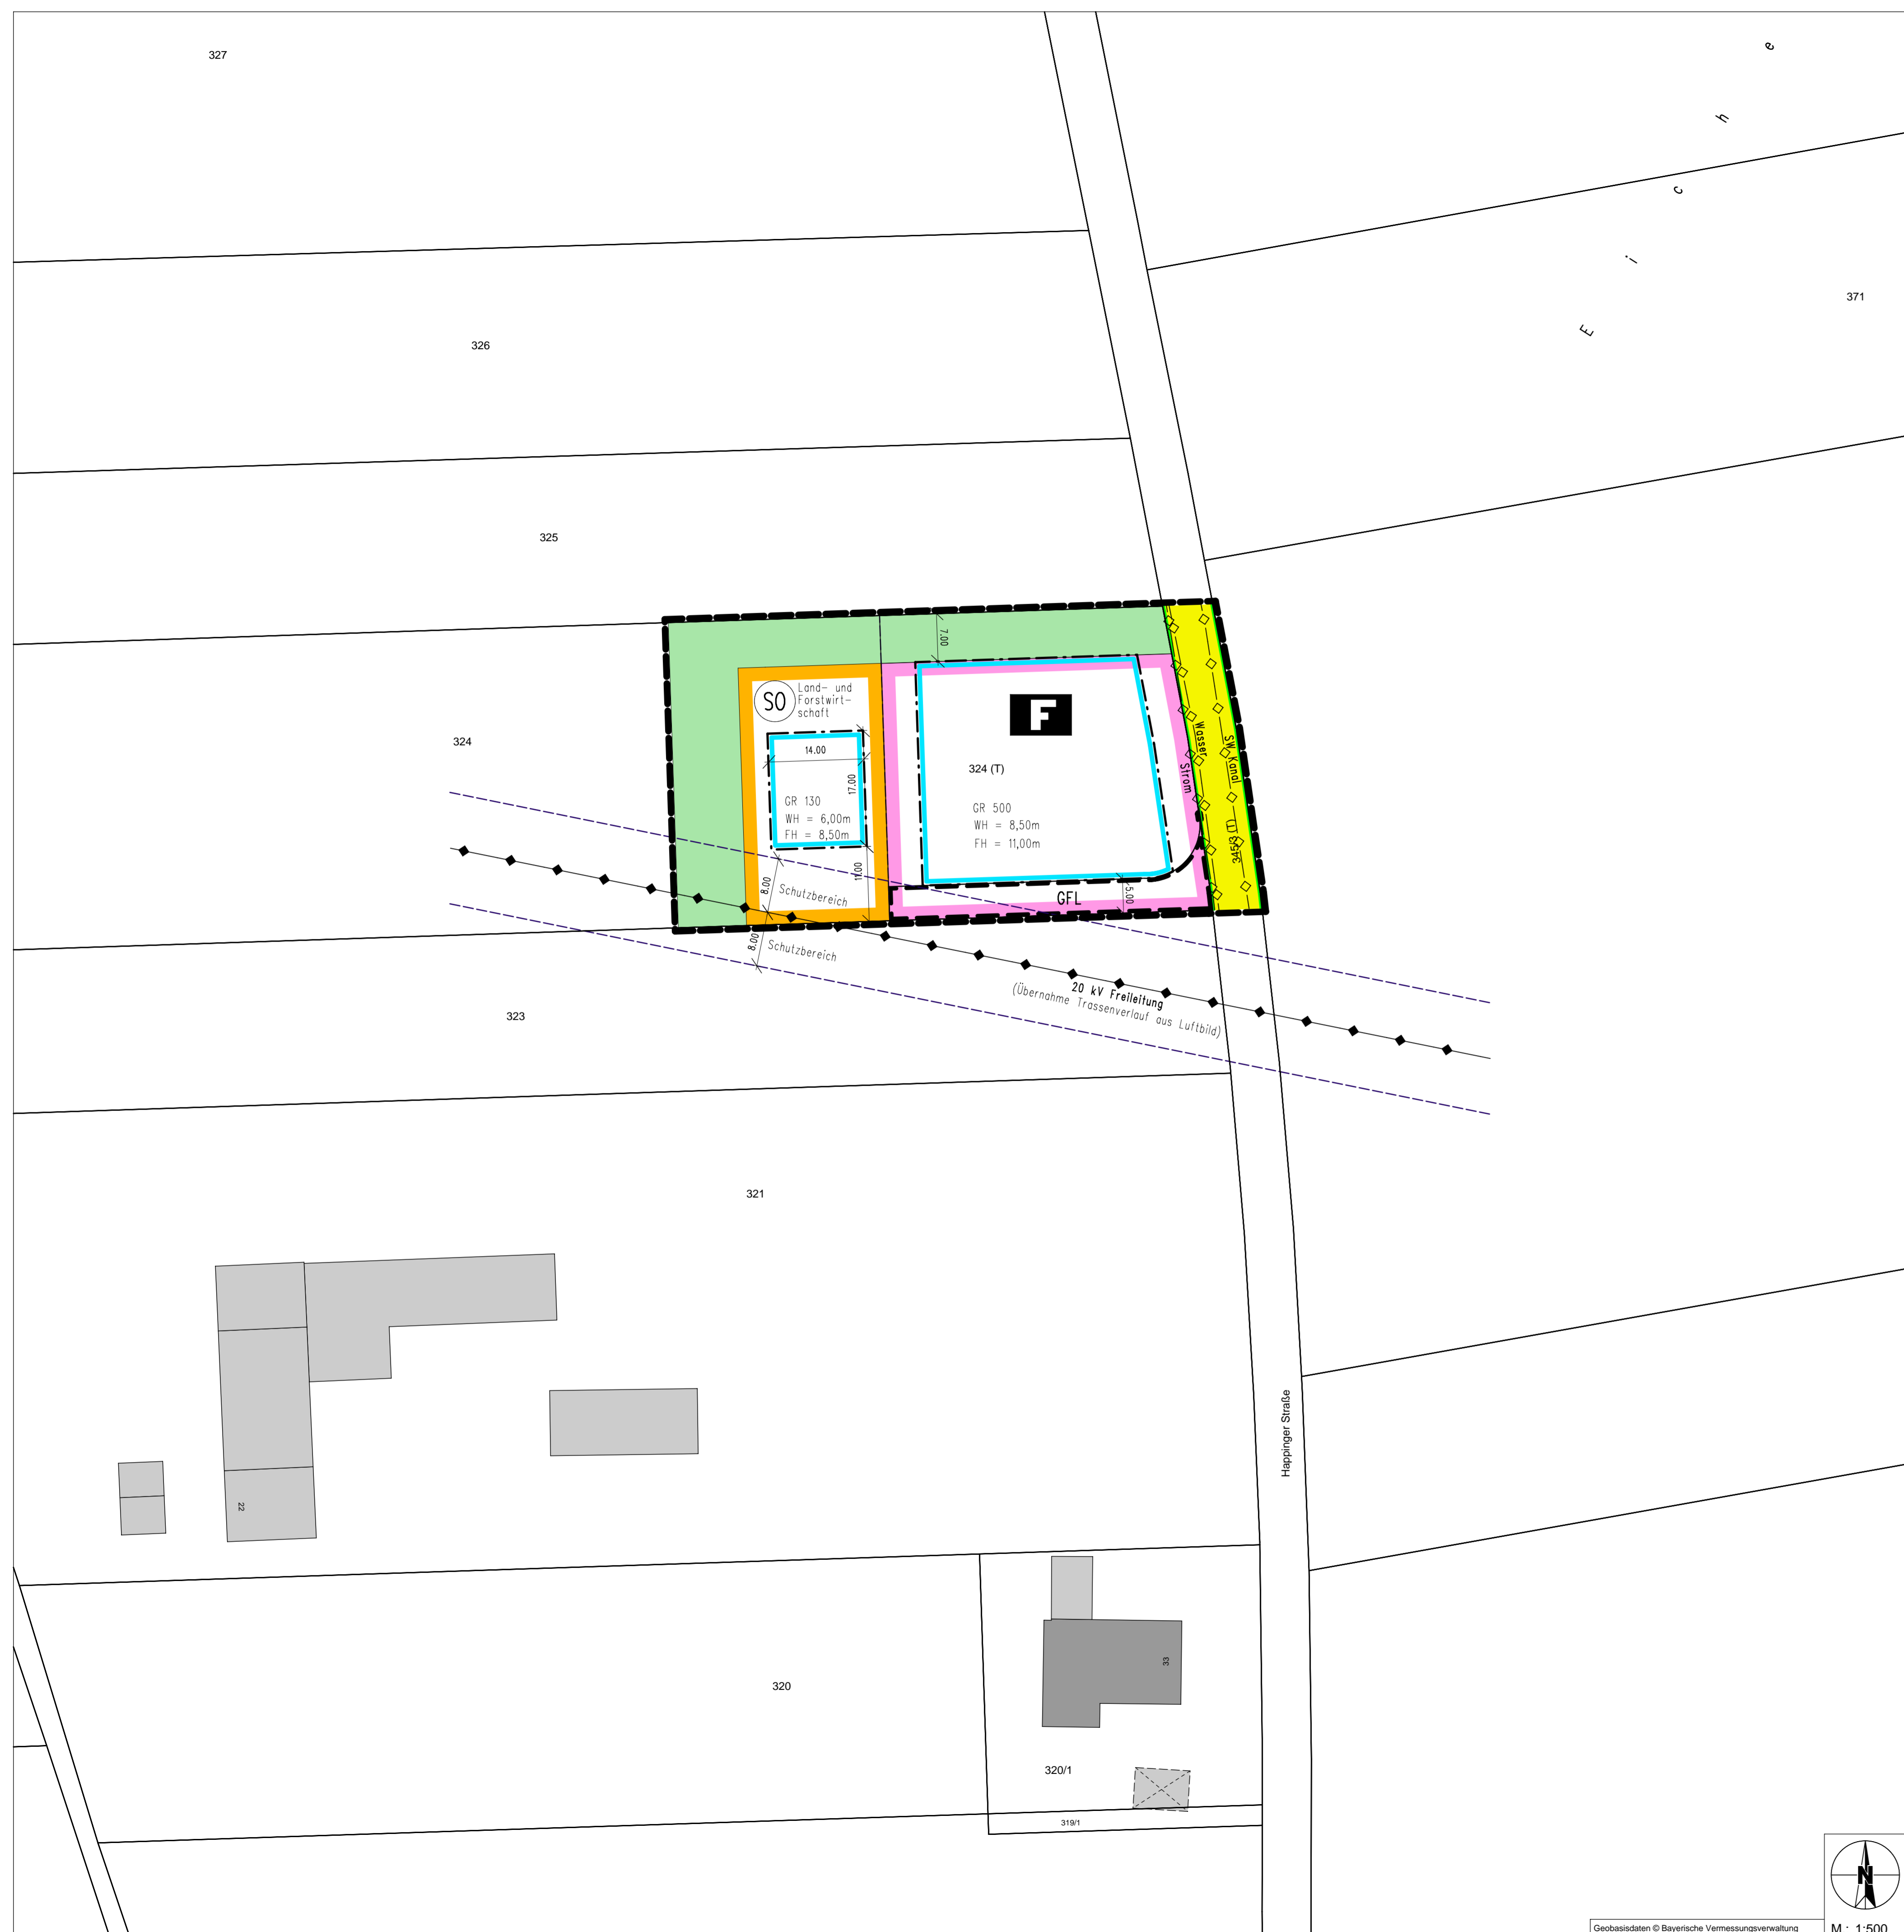 327
e
h
c
i
E
371
326
325
7.00
SO
Land- und
Forstwirt-
schaft
F
324
14.00
17.00
GR 130
WH = 6,00m
FH = 8,50m
324 (T)
GR 500
WH = 8,50m
FH = 11,00m
Wasser
Strom
SW Kanal
345/3 (T)
11.00
8.00
Schutzbereich
GFL
5.00
8.00
Schutzbereich
20 kV Freileitung
(Übernahme Trassenverlauf aus Luftbild)
323
321
Happinger Straße
22
33
320
320/1
319/1
N
Geobasisdaten © Bayerische Vermessungsverwaltung
M.: 1:500